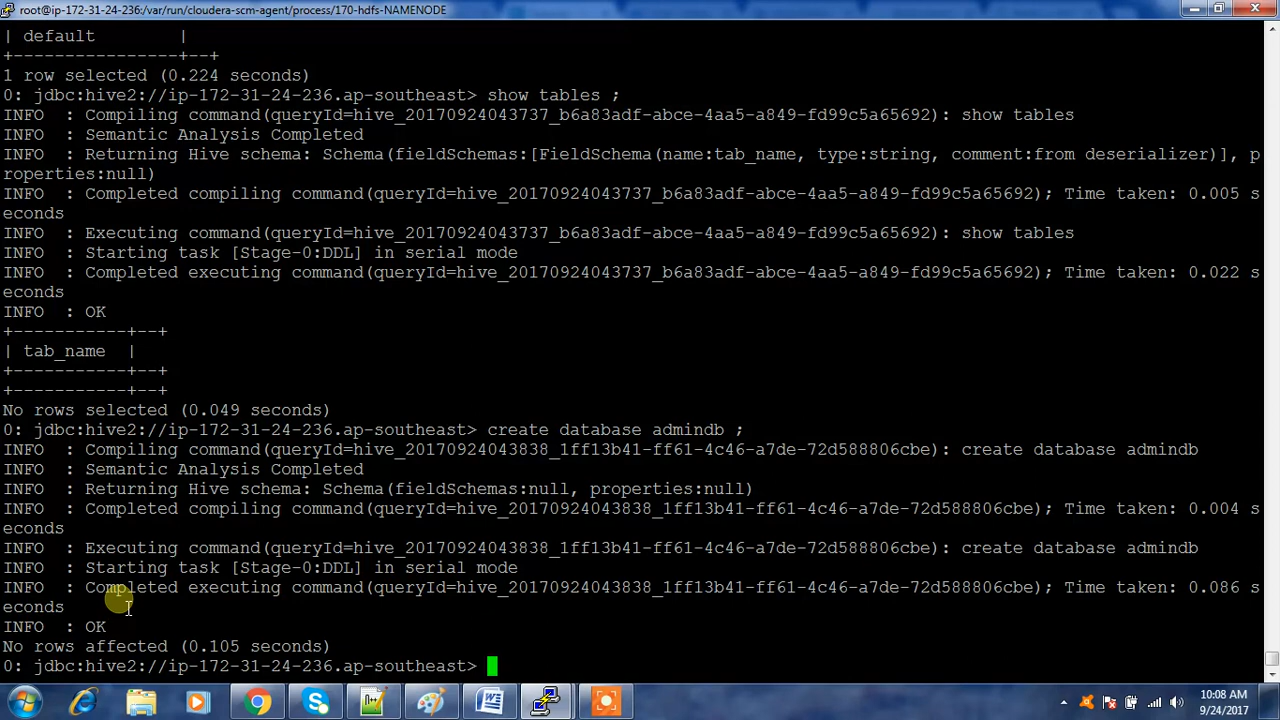 root@ip-172-31-24-236:/var/run/cloudera-scm-agent/process/170-hdfs-NAMENODE
| default        |
+----------------+--+
1 row selected (0.224 seconds)
0: jdbc:hive2://ip-172-31-24-236.ap-southeast> show tables ;
INFO  : Compiling command(queryId=hive_20170924043737_b6a83adf-abce-4aa5-a849-fd99c5a65692): show tables
INFO  : Semantic Analysis Completed
INFO  : Returning Hive schema: Schema(fieldSchemas:[FieldSchema(name:tab_name, type:string, comment:from deserializer)], p
roperties:null)
INFO  : Completed compiling command(queryId=hive_20170924043737_b6a83adf-abce-4aa5-a849-fd99c5a65692); Time taken: 0.005 s
econds
INFO  : Executing command(queryId=hive_20170924043737_b6a83adf-abce-4aa5-a849-fd99c5a65692): show tables
INFO  : Starting task [Stage-0:DDL] in serial mode
INFO  : Completed executing command(queryId=hive_20170924043737_b6a83adf-abce-4aa5-a849-fd99c5a65692); Time taken: 0.022 s
econds
INFO  : OK
+-----------+--+
| tab_name  |
+-----------+--+
+-----------+--+
No rows selected (0.049 seconds)
0: jdbc:hive2://ip-172-31-24-236.ap-southeast> create database admindb ;
INFO  : Compiling command(queryId=hive_20170924043838_1ff13b41-ff61-4c46-a7de-72d588806cbe): create database admindb
INFO  : Semantic Analysis Completed
INFO  : Returning Hive schema: Schema(fieldSchemas:null, properties:null)
INFO  : Completed compiling command(queryId=hive_20170924043838_1ff13b41-ff61-4c46-a7de-72d588806cbe); Time taken: 0.004 s
econds
INFO  : Executing command(queryId=hive_20170924043838_1ff13b41-ff61-4c46-a7de-72d588806cbe): create database admindb
INFO  : Starting task [Stage-0:DDL] in serial mode
INFO  : Completed executing command(queryId=hive_20170924043838_1ff13b41-ff61-4c46-a7de-72d588806cbe); Time taken: 0.086 s
econds
INFO  : OK
No rows affected (0.105 seconds)
0: jdbc:hive2://ip-172-31-24-236.ap-southeast>
10:08 AM
9/24/2017